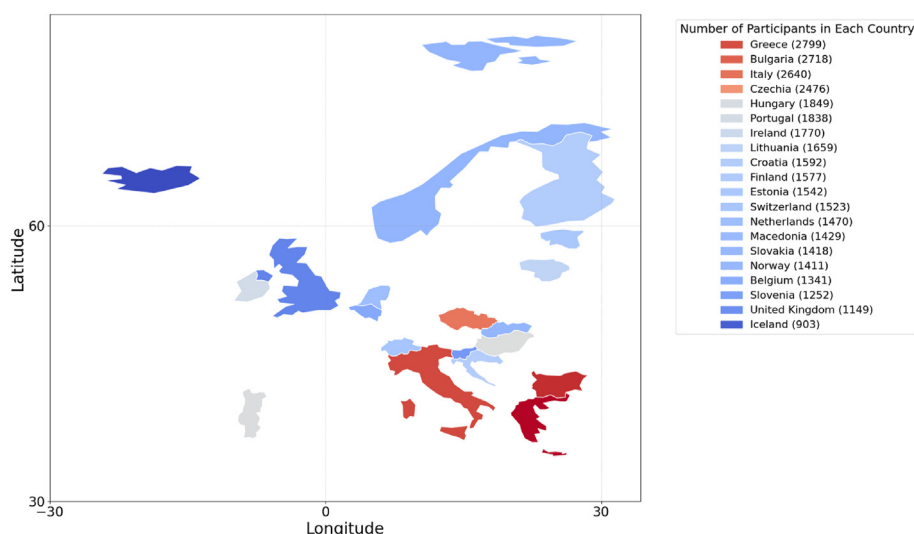 Number of Participants in Each Country
Greece (2799)
Bulgaria (2718)
Italy (2640)
Czechia (2476)
Hungary (1849)
Portugal (1838)
Ireland (1770)
Lithuania (1659)
Croatia (1592)
Finland (1577)
Estonia (1542)
Switzerland (1523)
Netherlands (1470)
Macedonia (1429)
Slovakia (1418)
Norway (1411)
Belgium (1341)
Slovenia (1252)
United Kingdom (1149)
Iceland (903)
60
Latitude
30
−30
0
30
Longitude